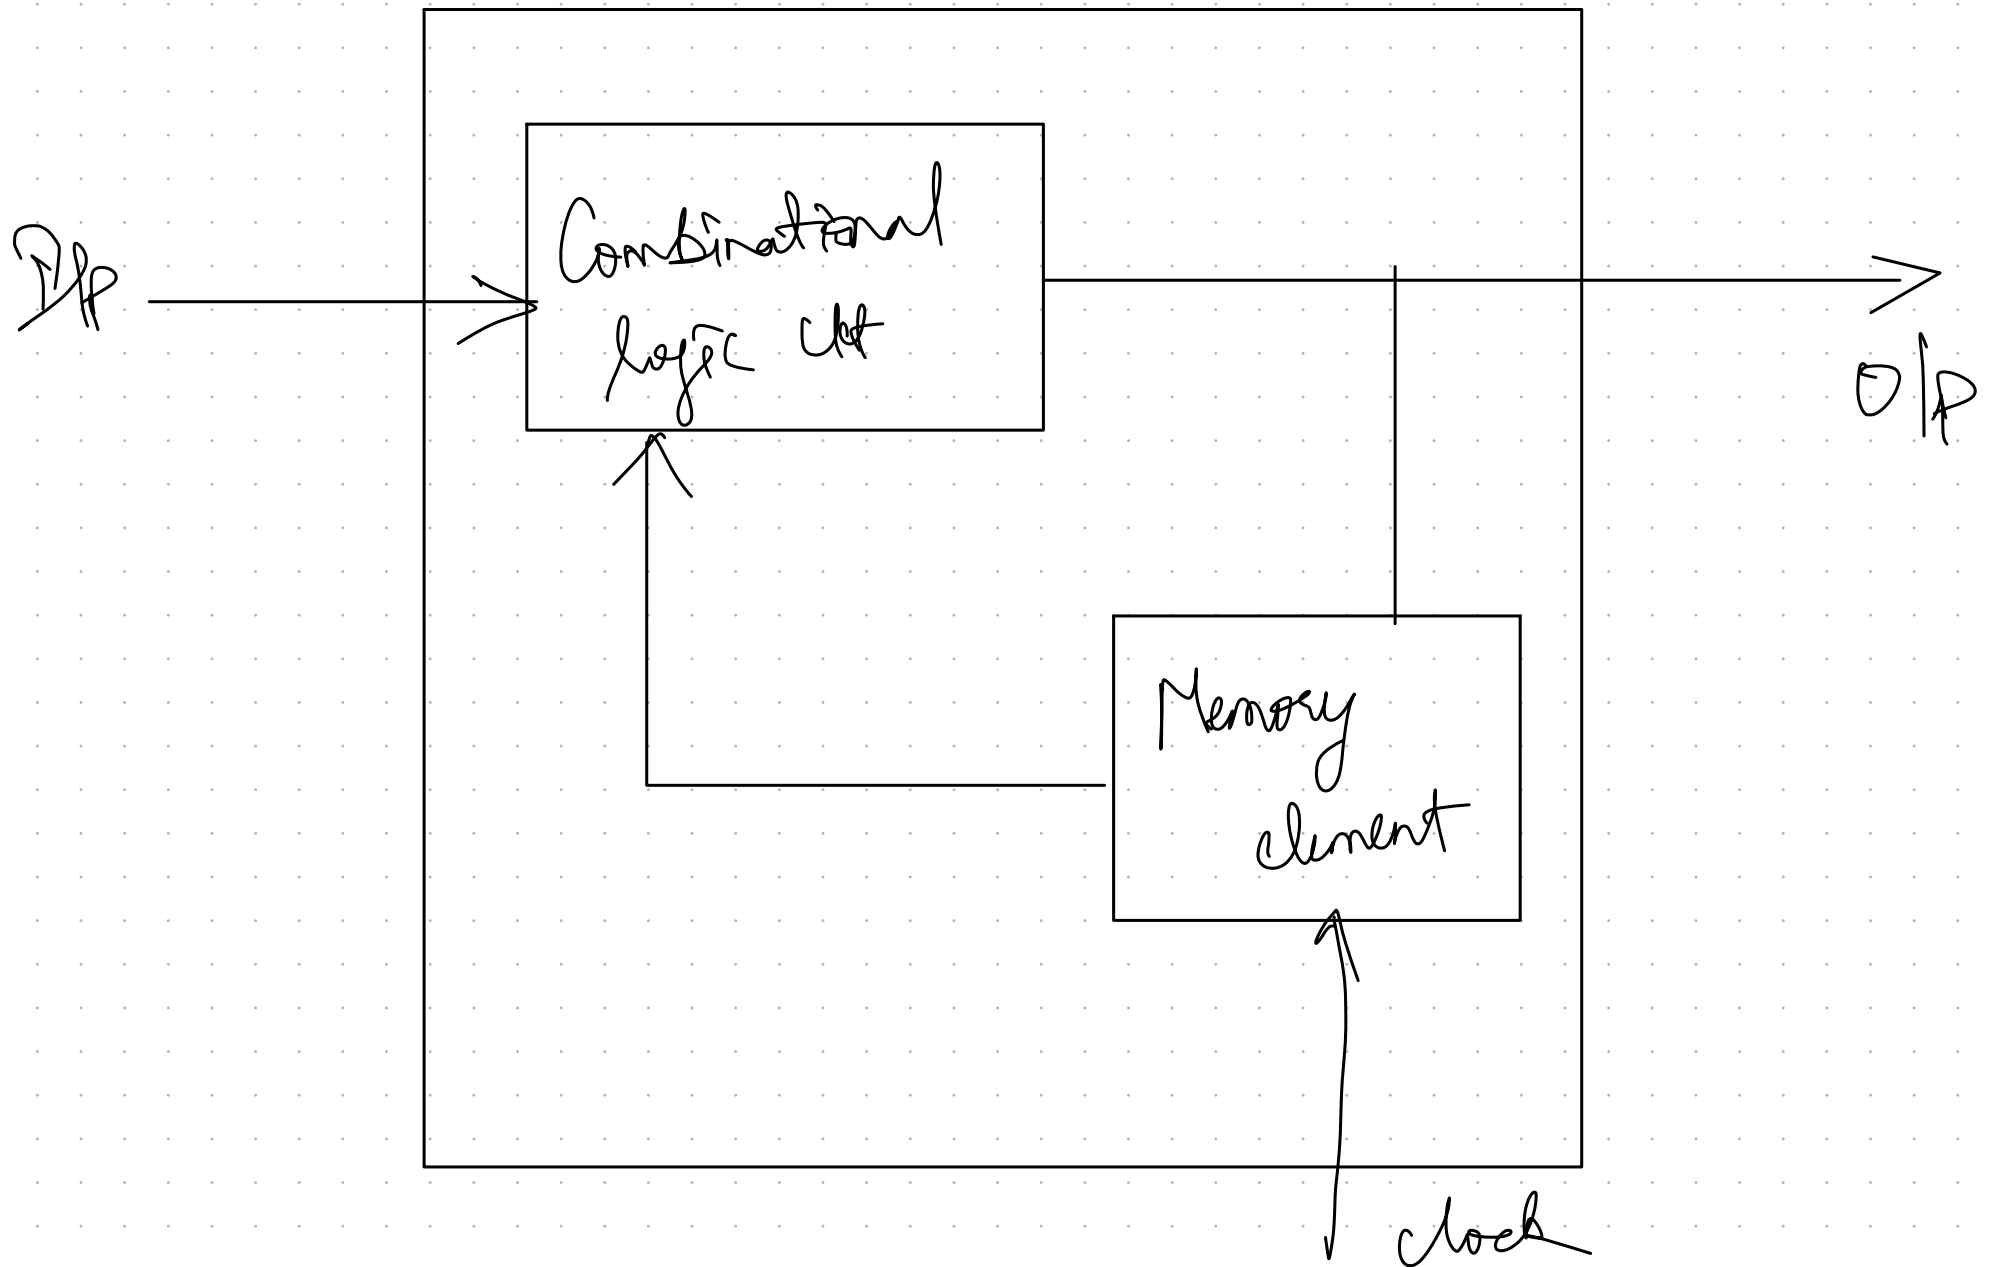 I/p
Combinational
logic ckt
O/p
Memory
element
clock